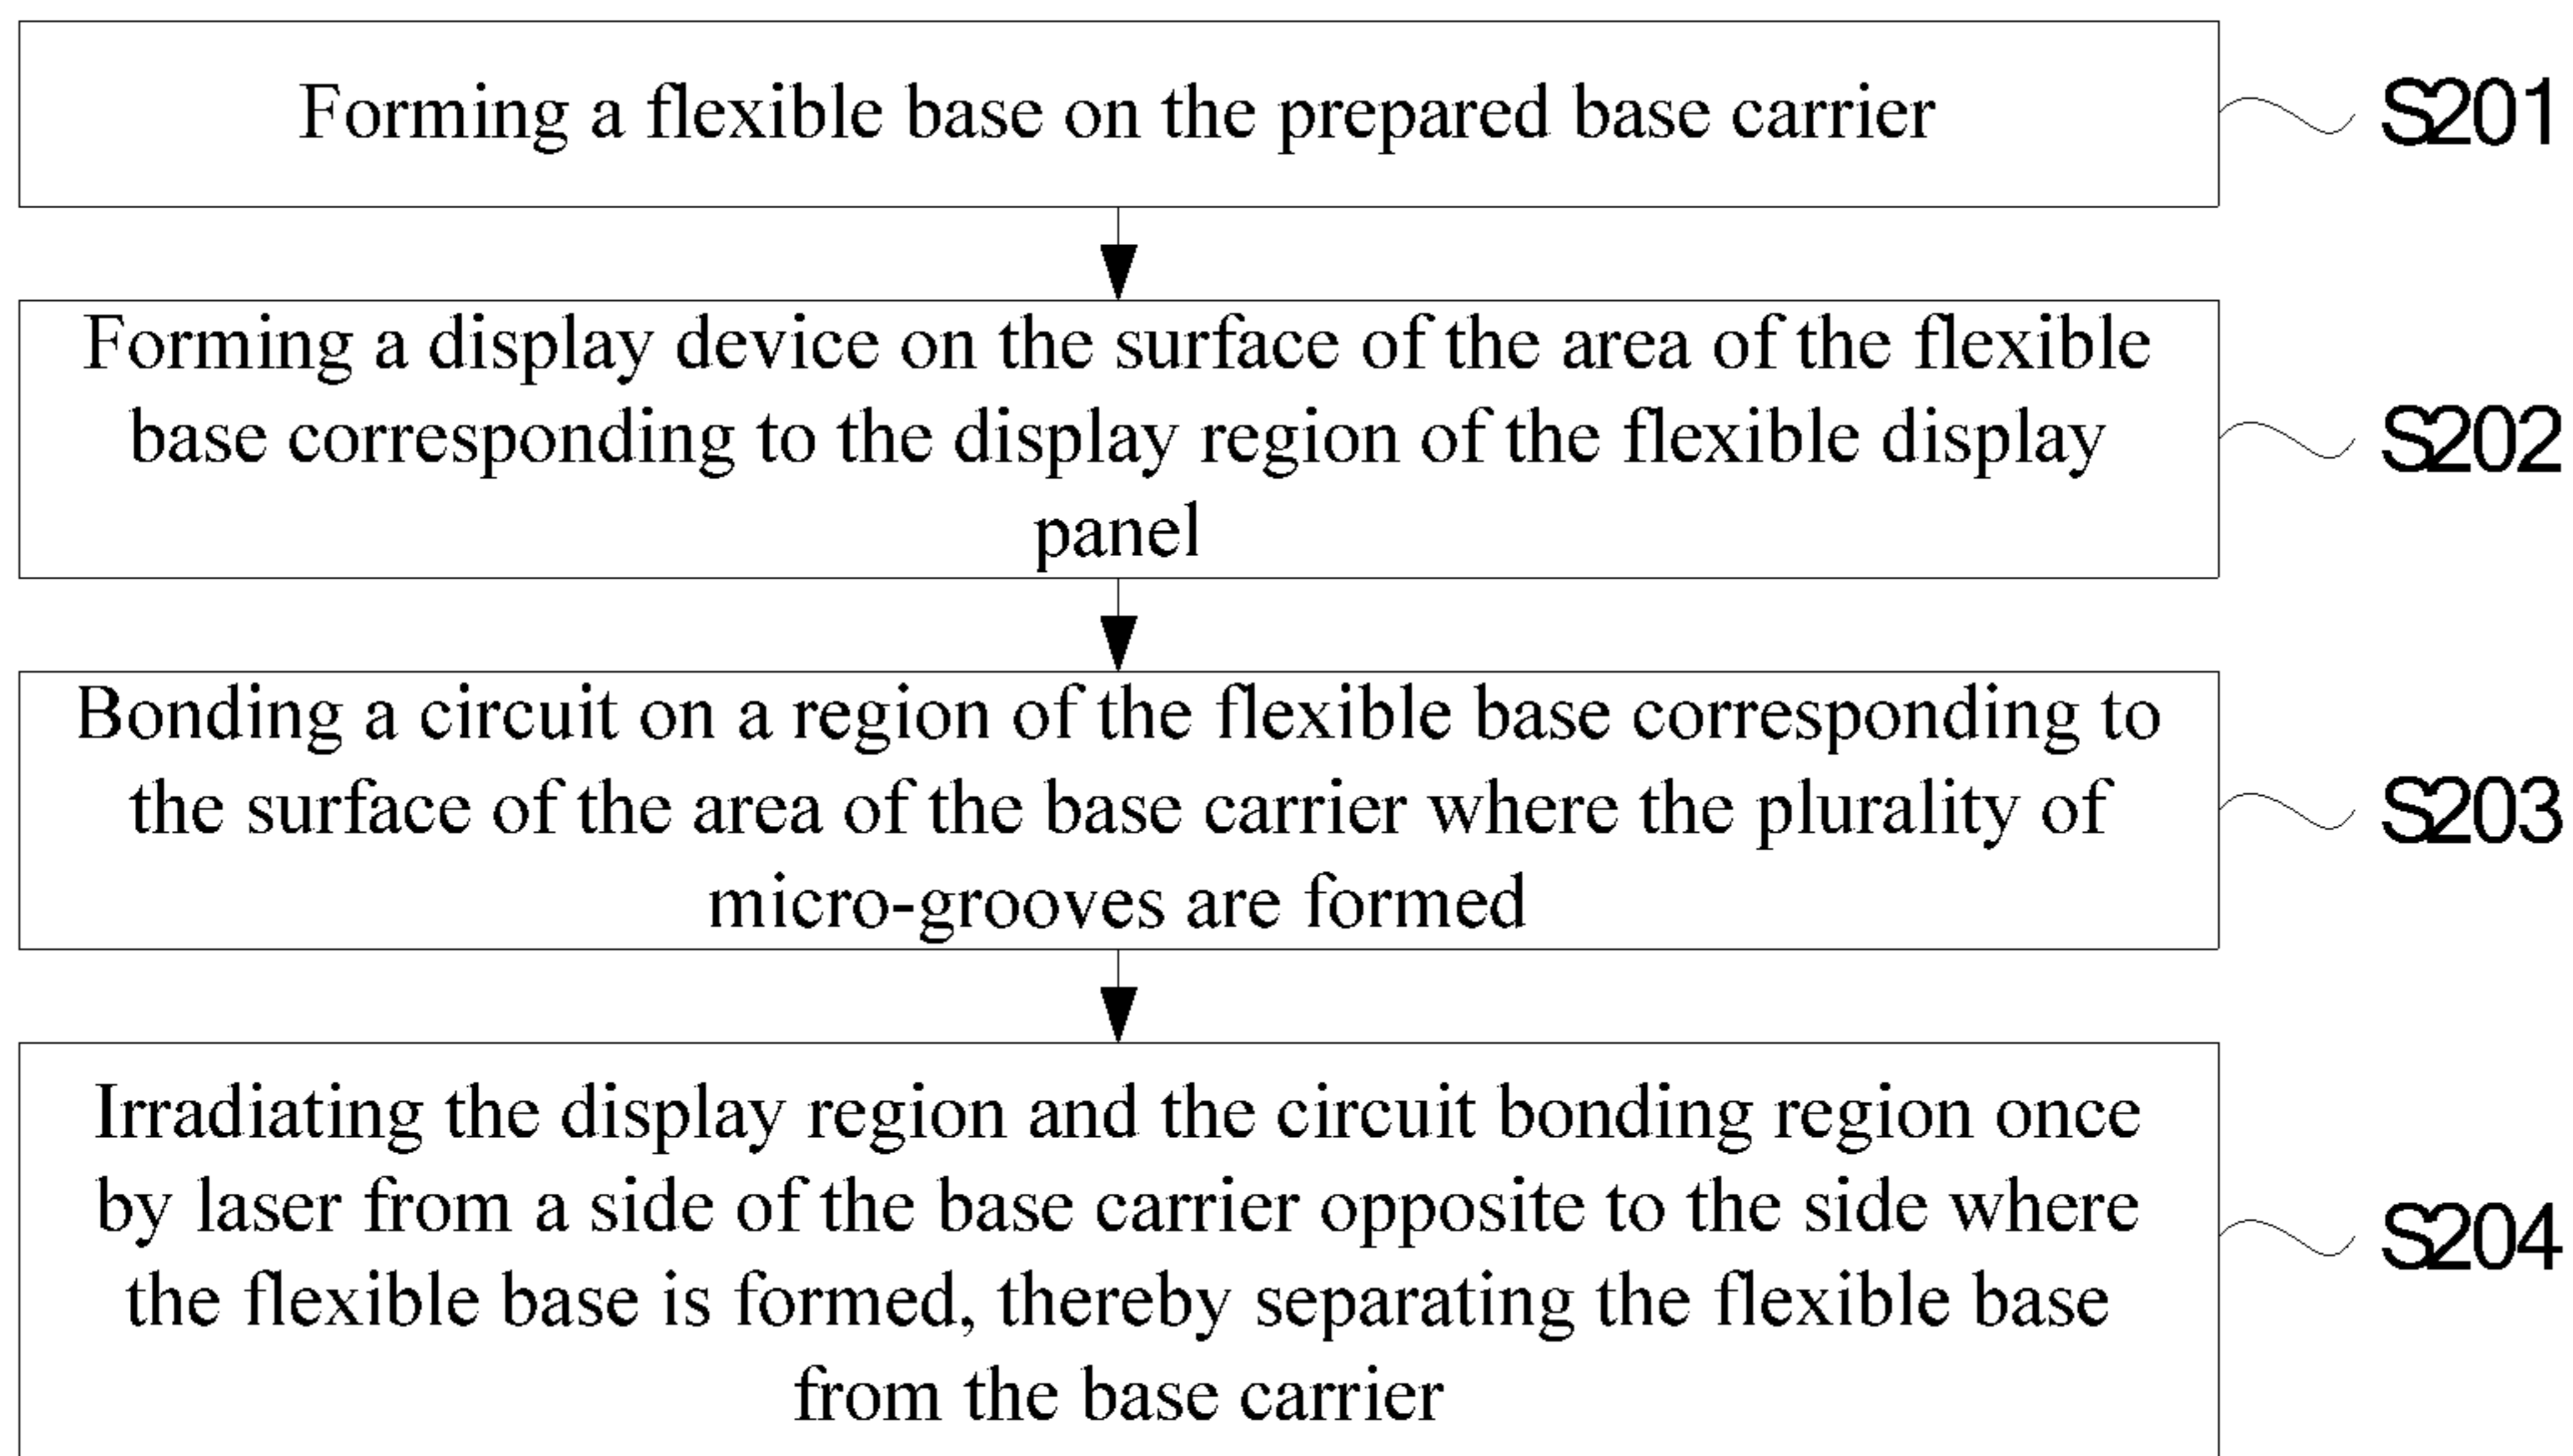 Forming a flexible base on the prepared base carrier
S201
Forming a display device on the surface of the area of the flexible
base corresponding to the display region of the flexible display
panel
S202
Bonding a circuit on a region of the flexible base corresponding to
the surface of the area of the base carrier where the plurality of
micro-grooves are formed
S203
Irradiating the display region and the circuit bonding region once
by laser from a side of the base carrier opposite to the side where
the flexible base is formed, thereby separating the flexible base
from the base carrier
S204